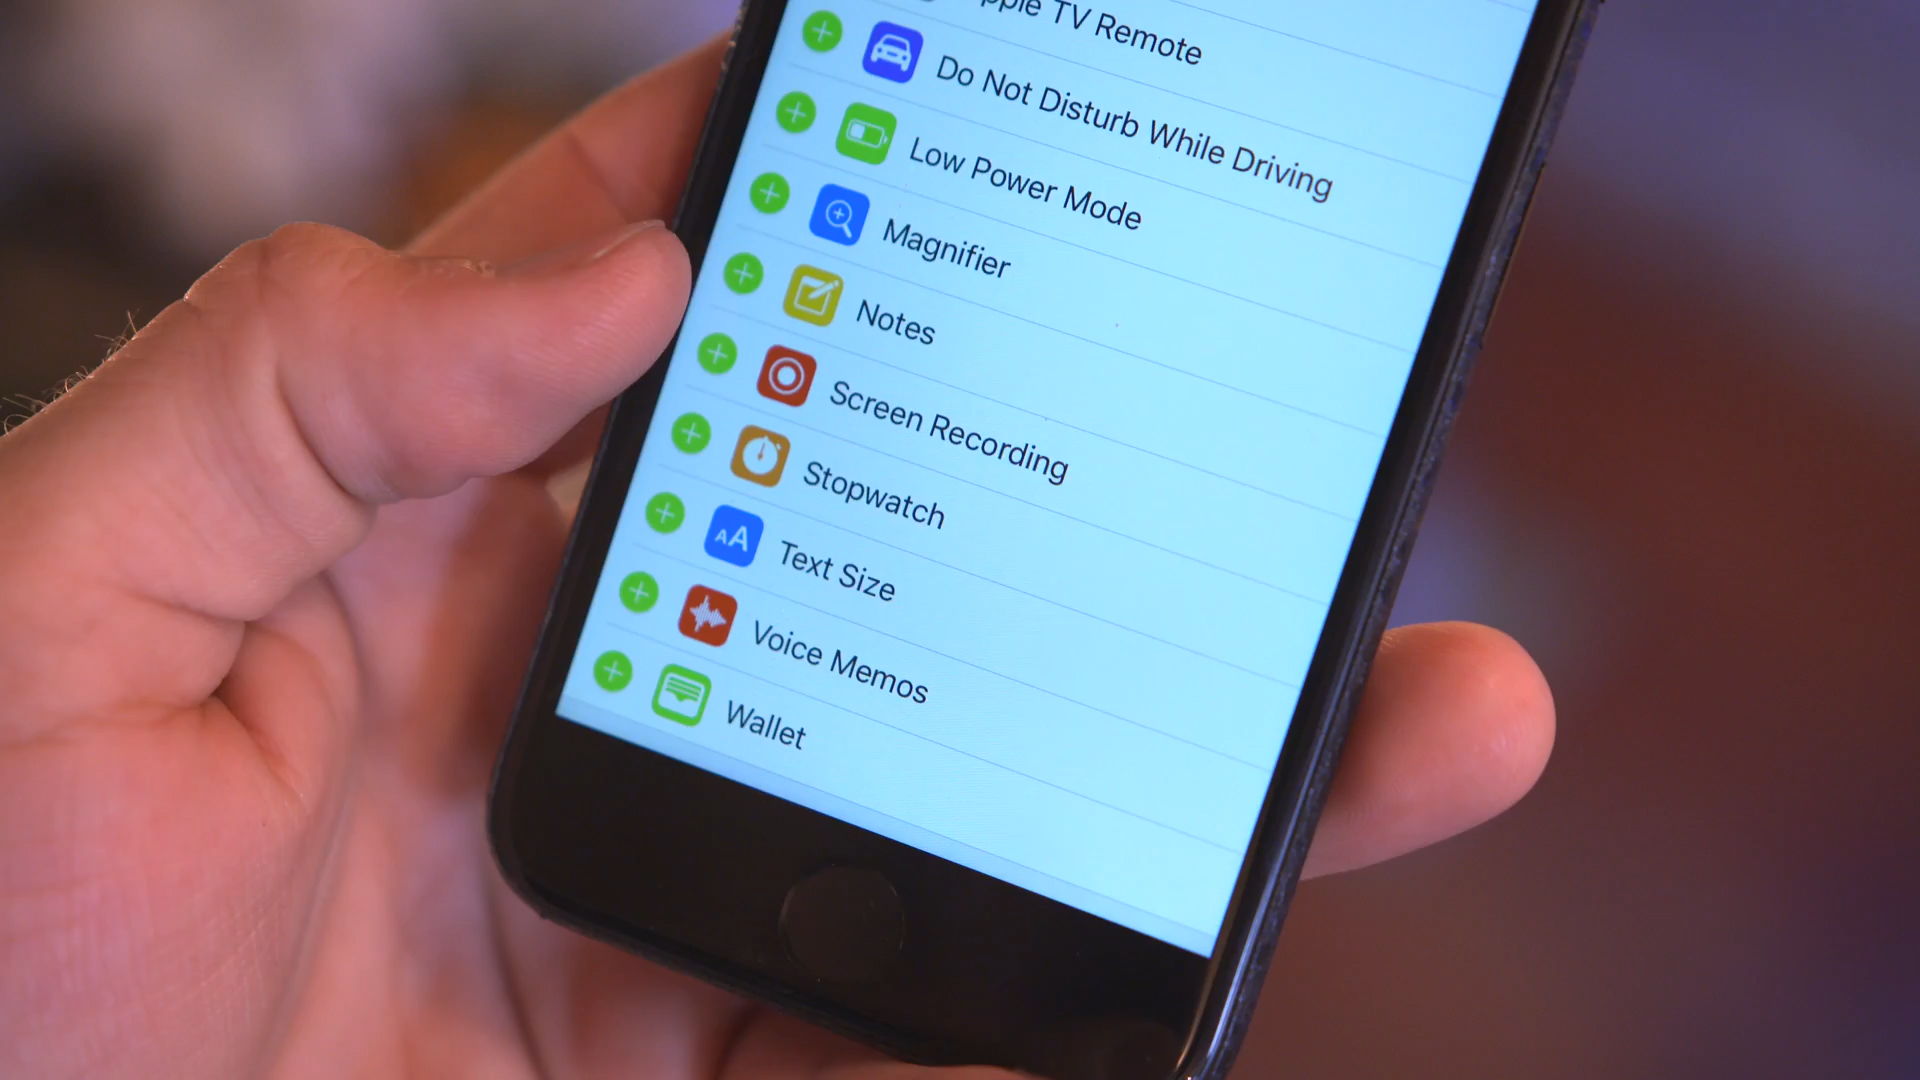 TV Remote
Do Not Disturb While Driving
Low Power Mode
Magnifier
Notes
Screen Recording
Stopwatch
AA Text Size
Voice Memos
Wallet